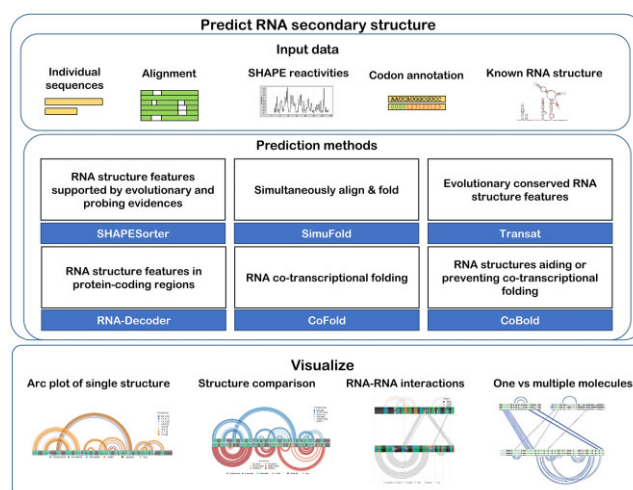 Predict RNA secondary structure
Input data
Individual
sequences
Alignment
SHAPE reactivities
Codon annotation
Known RNA structure
Prediction methods
RNA structure features
supported by evolutionary and
probing evidences
SHAPESorter
Simultaneously align & fold
SimuFold
Evolutionary conserved RNA
structure features
Transat
RNA structure features in
protein-coding regions
RNA-Decoder
RNA co-transcriptional folding
CoFold
RNA structures aiding or
preventing co-transcriptional
folding
CoBold
Visualize
Arc plot of single structure
Structure comparison
RNA-RNA interactions
One vs multiple molecules